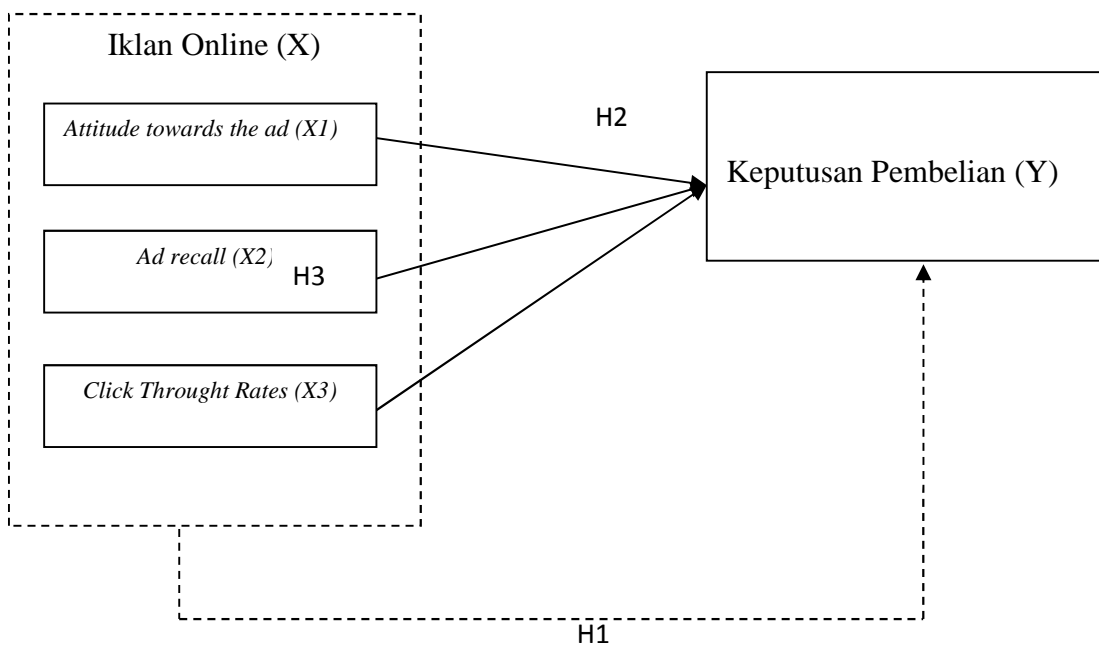 Iklan Online (X)
Attitude towards the ad (X1)
H2
Keputusan Pembelian (Y)
Ad recall (X2)
H3
Click Throught Rates (X3)
H1